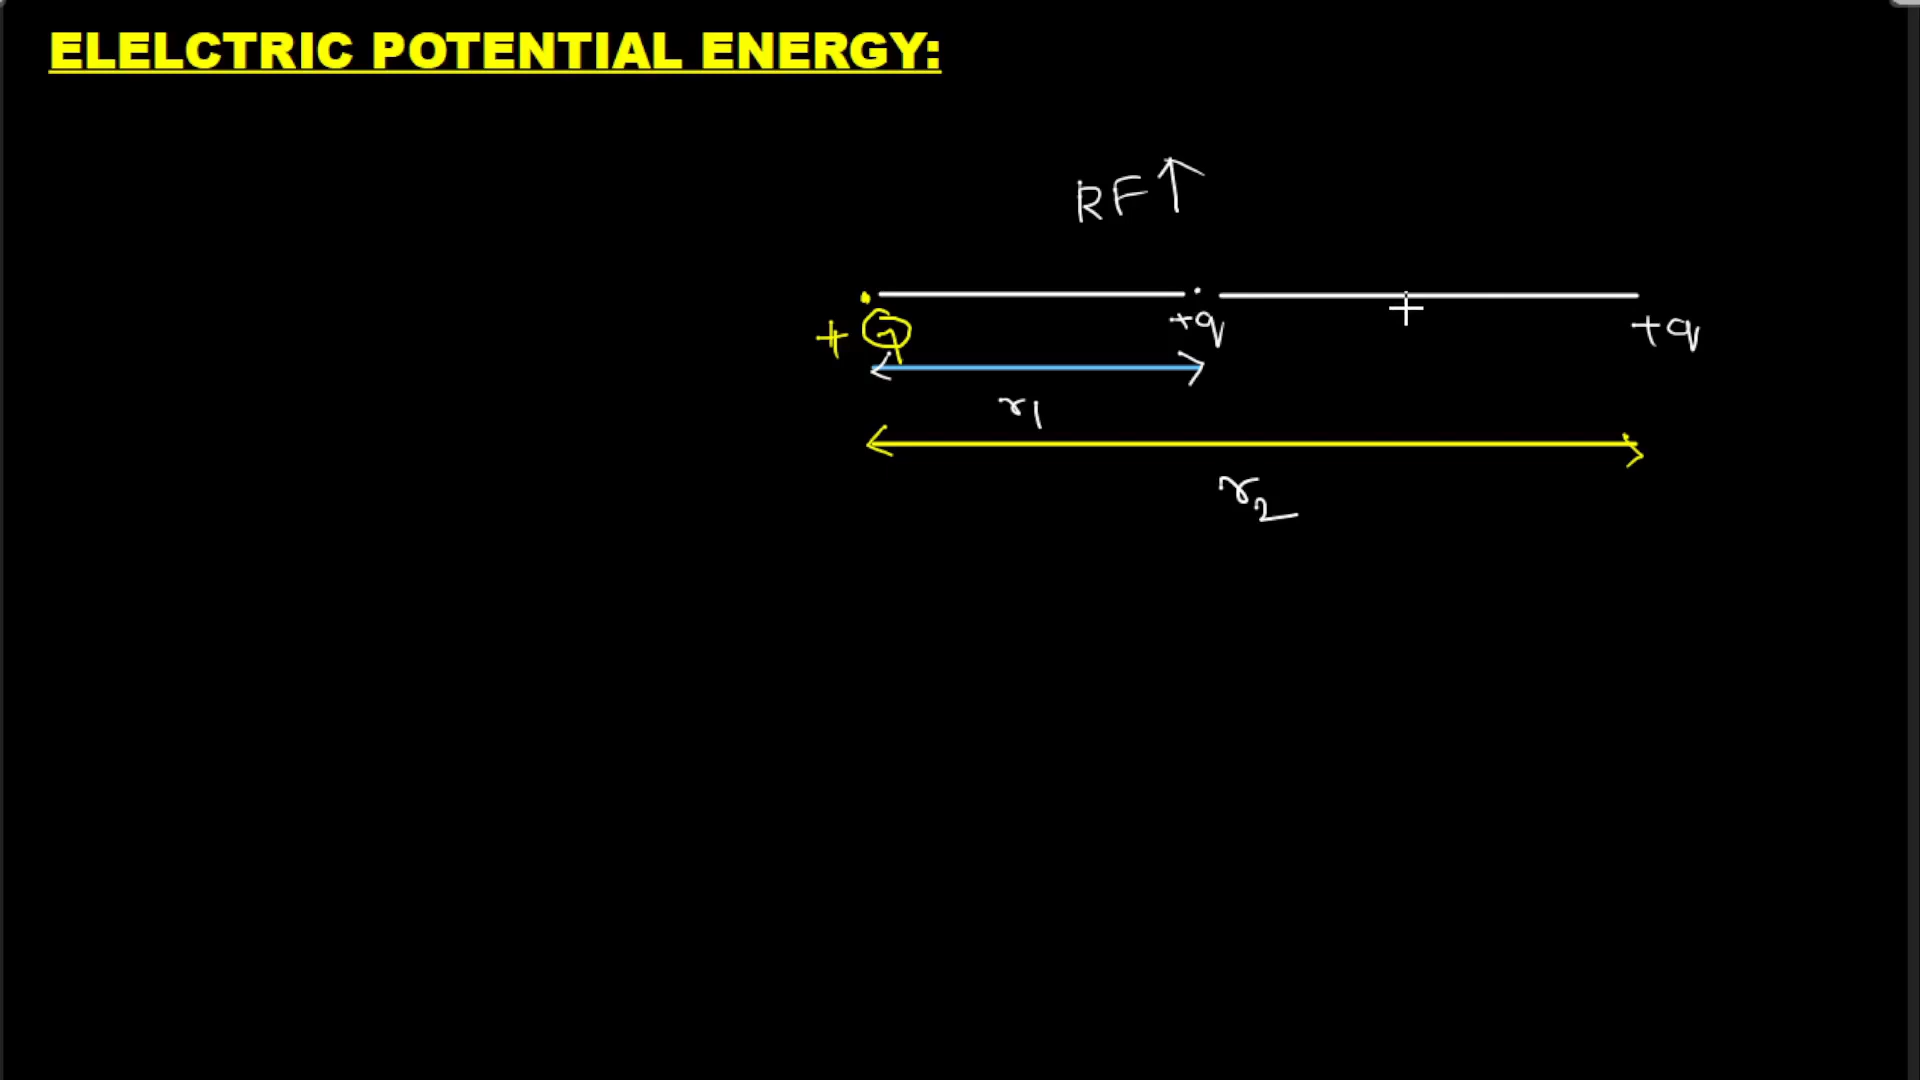 ELELCTRIC POTENTIAL ENERGY:
RF↑
+Q +q +q
r1
r2